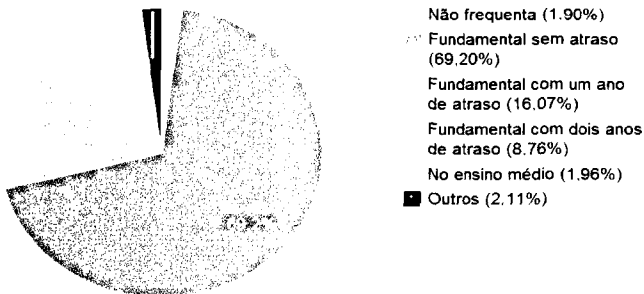 Não frequenta (1.90%)
Fundamental sem atraso
(69,20%)
Fundamental com um ano
de atraso (16.07%)
Fundamental com dois anos
de atraso (8.76%)
No ensino médio (1.96%)
Outros (2.11%)